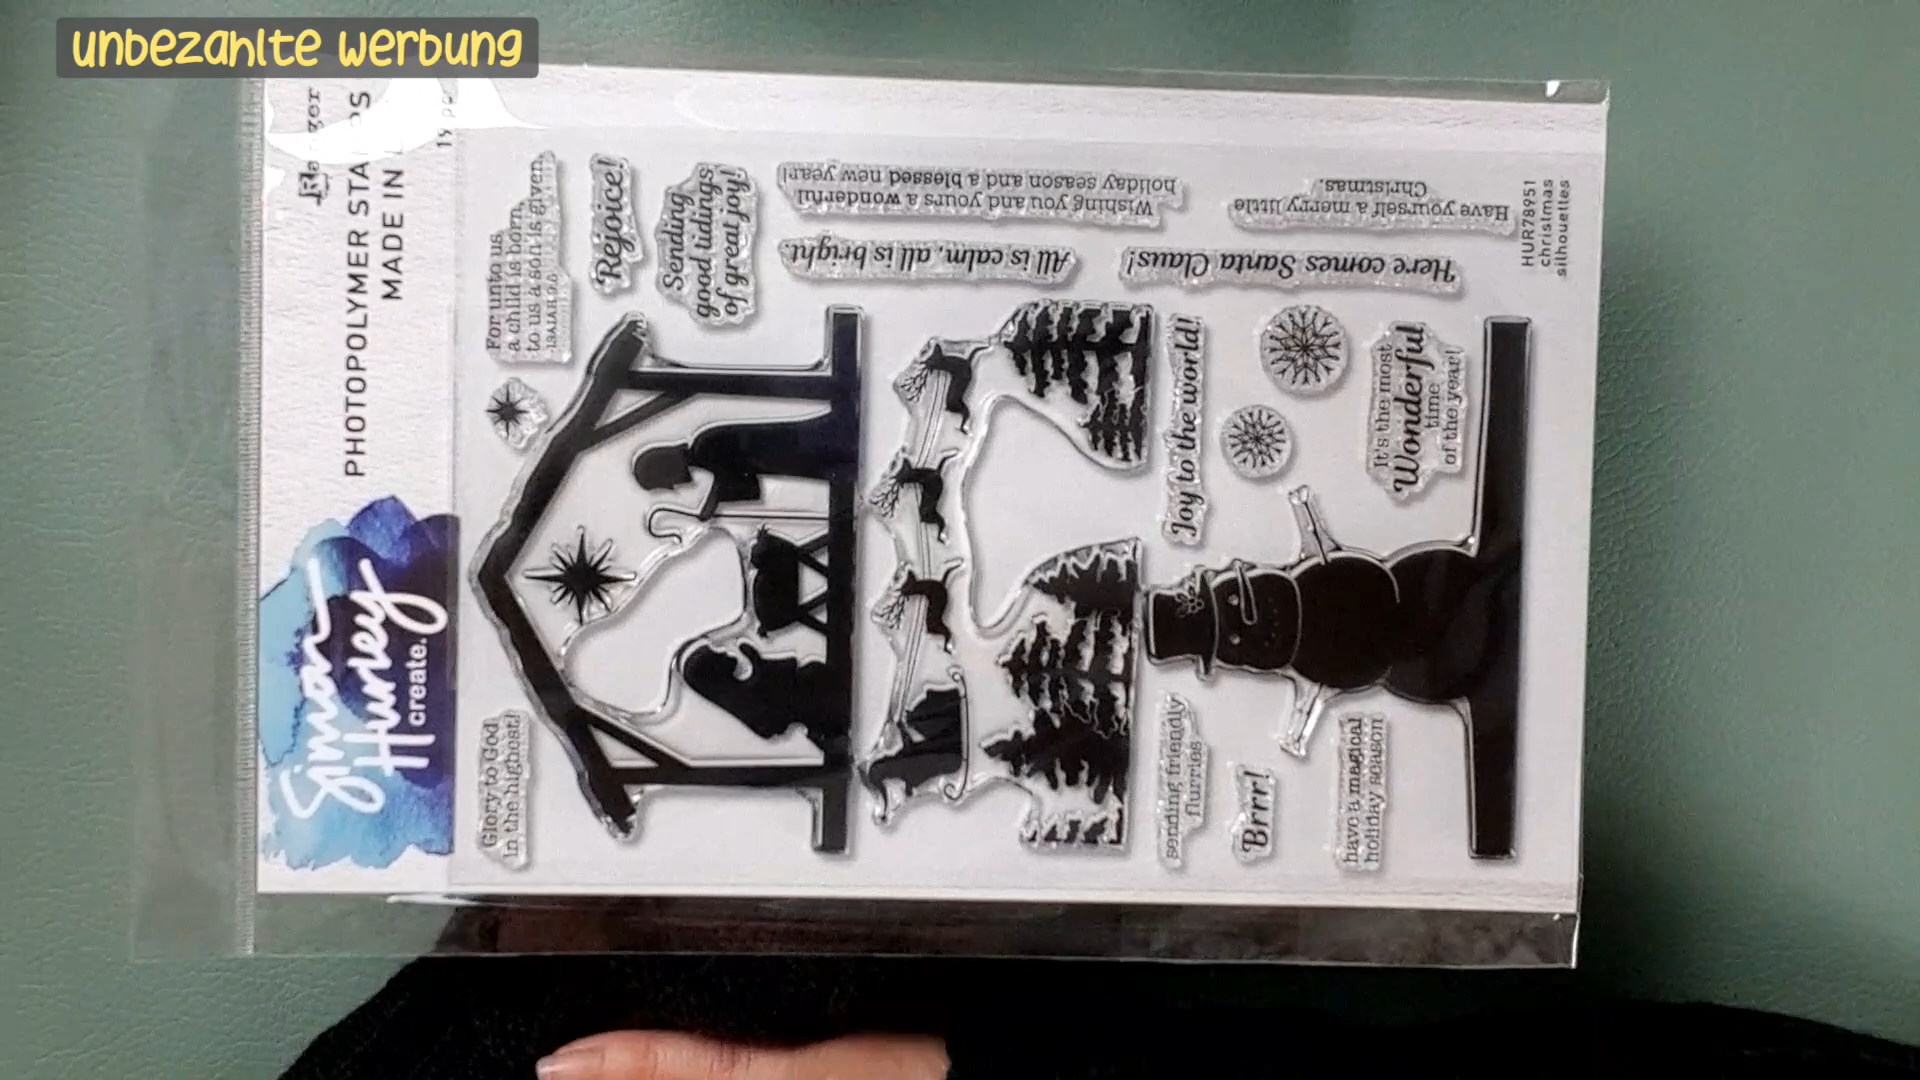 unbezahlte werbung
Ranger
PHOTOPOLYMER
MADE IN
Simon
Hurley
create.
For unto us
a child is born,
to us a son is given.
Rejoice!
Sending
good tidings
of great joy!
Wishing you and yours a wonderful
holiday season and a blessed new year!
Have yourself a merry little
Christmas.
All is calm, all is bright.
Here comes Santa Claus!
HUR78951
christmas
silhouettes
Joy to the world!
It's the most
Wonderful
time
of the year!
Glory to God
in the highest!
sending friendly
flurries
Brrr!
have a magical
holiday season